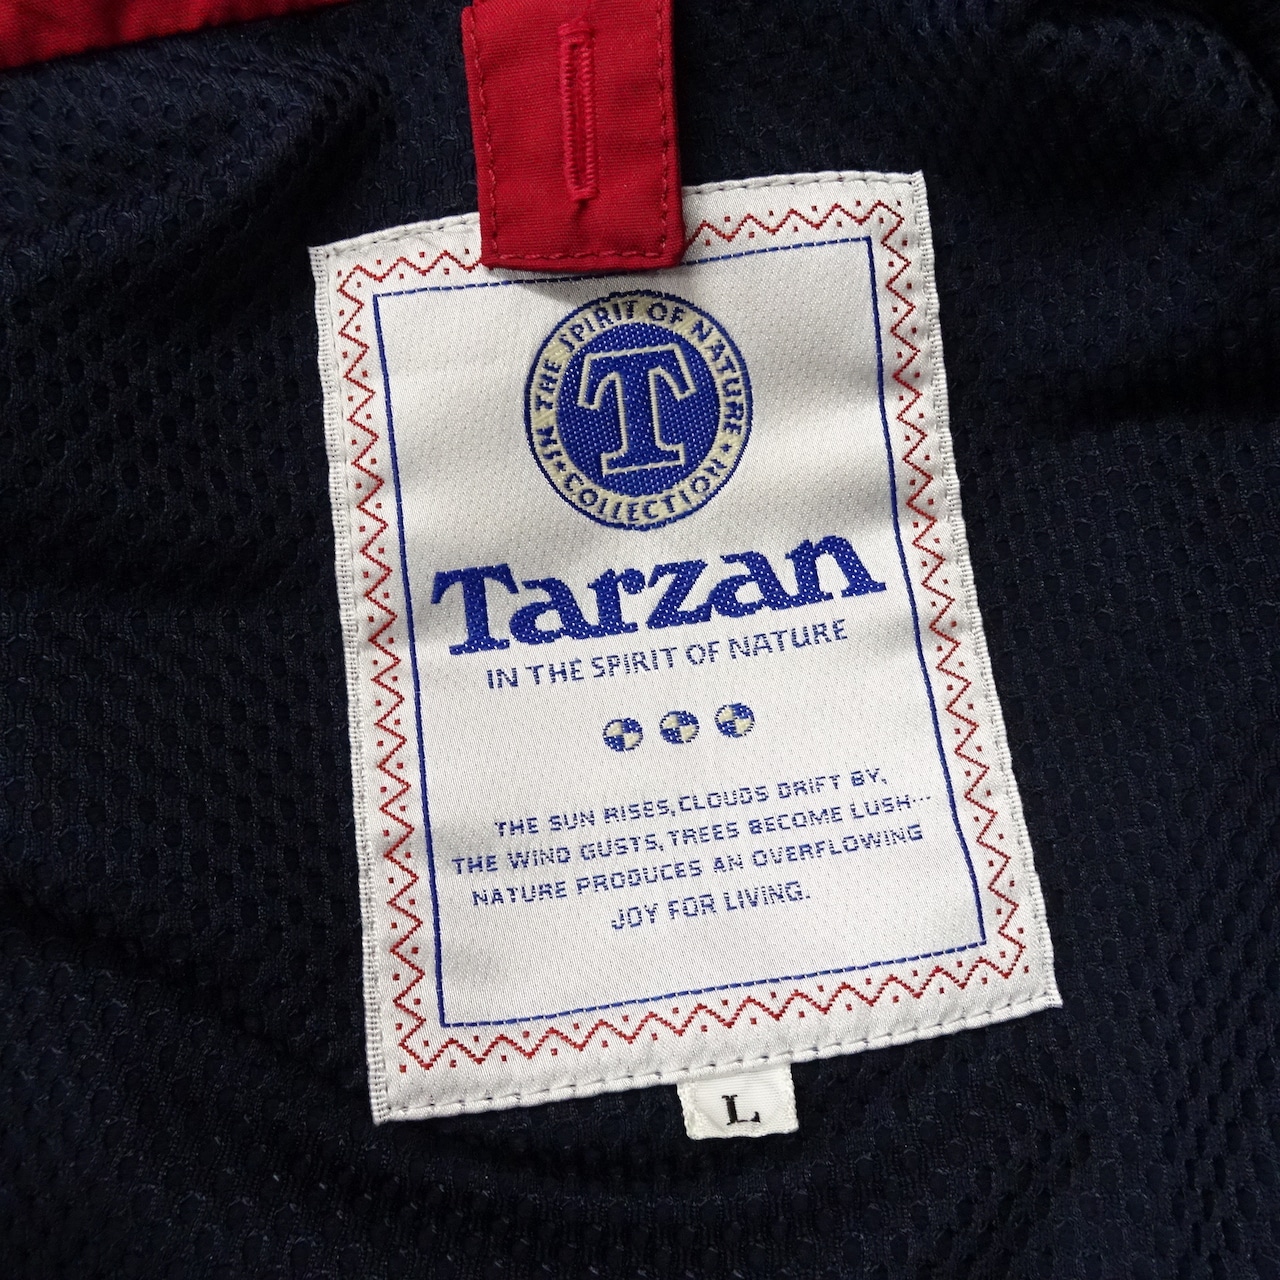 IN THE SPIRIT OF NATURE
T
★ COLLECTION ★
Tarzan
IN THE SPIRIT OF NATURE
THE SUN RISES, CLOUDS DRIFT BY,
THE WIND GUSTS, TREES BECOME LUSH…
NATURE PRODUCES AN OVERFLOWING
JOY FOR LIVING.
L